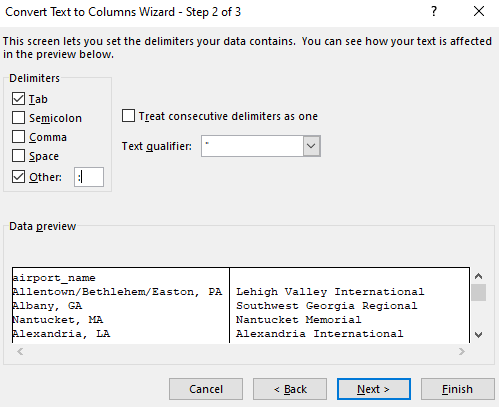 Convert Text to Columns Wizard - Step 2 of 3
?
This screen lets you set the delimiters your data contains. You can see how your text is affected
in the preview below.
Delimiters
Tab
Semicolon
Comma
Space
Other: :
Treat consecutive delimiters as one
Text qualifier: "
Data preview
airport_name
Allentown/Bethlehem/Easton, PA Lehigh Valley International
Albany, GA Southwest Georgia Regional
Nantucket, MA Nantucket Memorial
Alexandria, LA Alexandria International
Cancel < Back Next > Finish